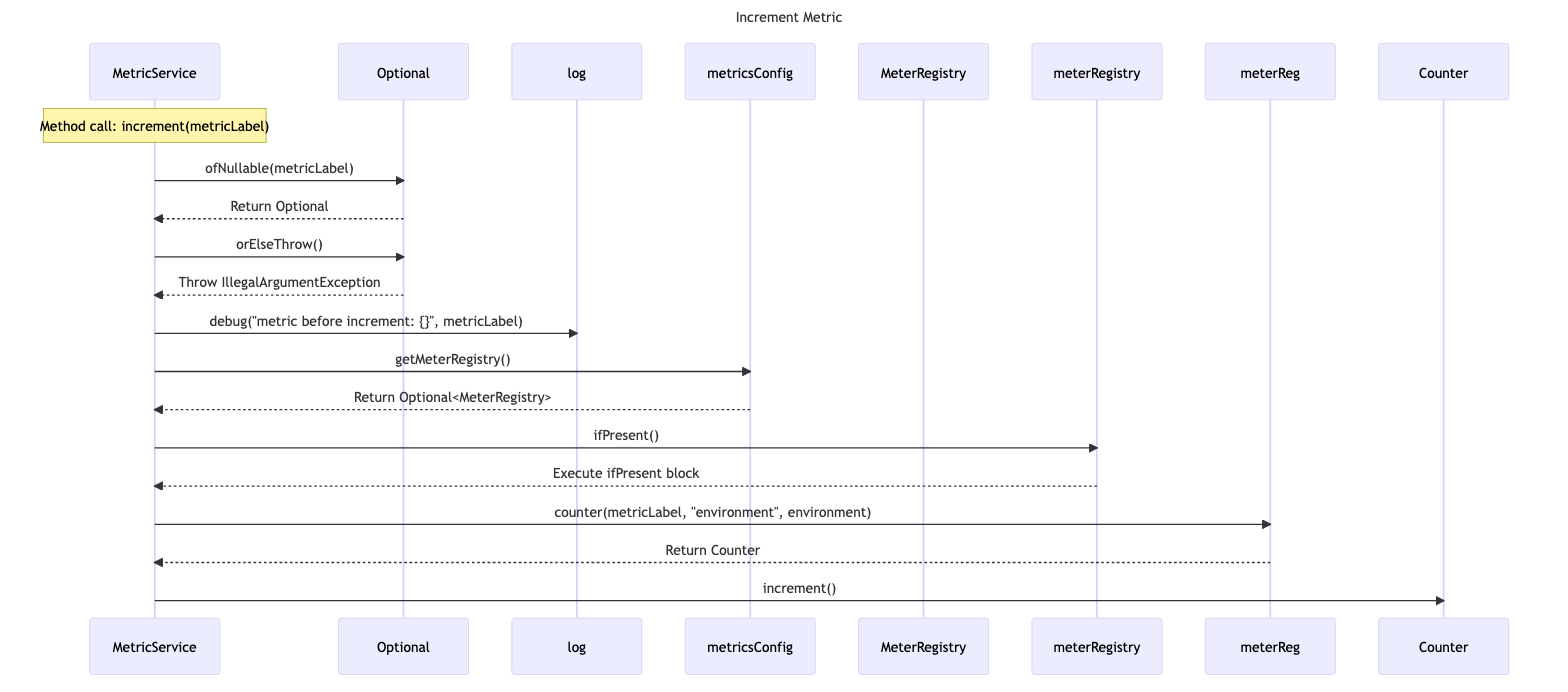 Increment Metric
MetricService
Optional
log
metricsConfig
MeterRegistry
meterRegistry
meterReg
Counter
Method call: increment(metricLabel)
ofNullable(metricLabel)
Return Optional
orElseThrow()
Throw IllegalArgumentException
debug("metric before increment: {}", metricLabel)
getMeterRegistry()
Return Optional<MeterRegistry>
ifPresent()
Execute ifPresent block
counter(metricLabel, "environment", environment)
Return Counter
increment()
MetricService
Optional
log
metricsConfig
MeterRegistry
meterRegistry
meterReg
Counter